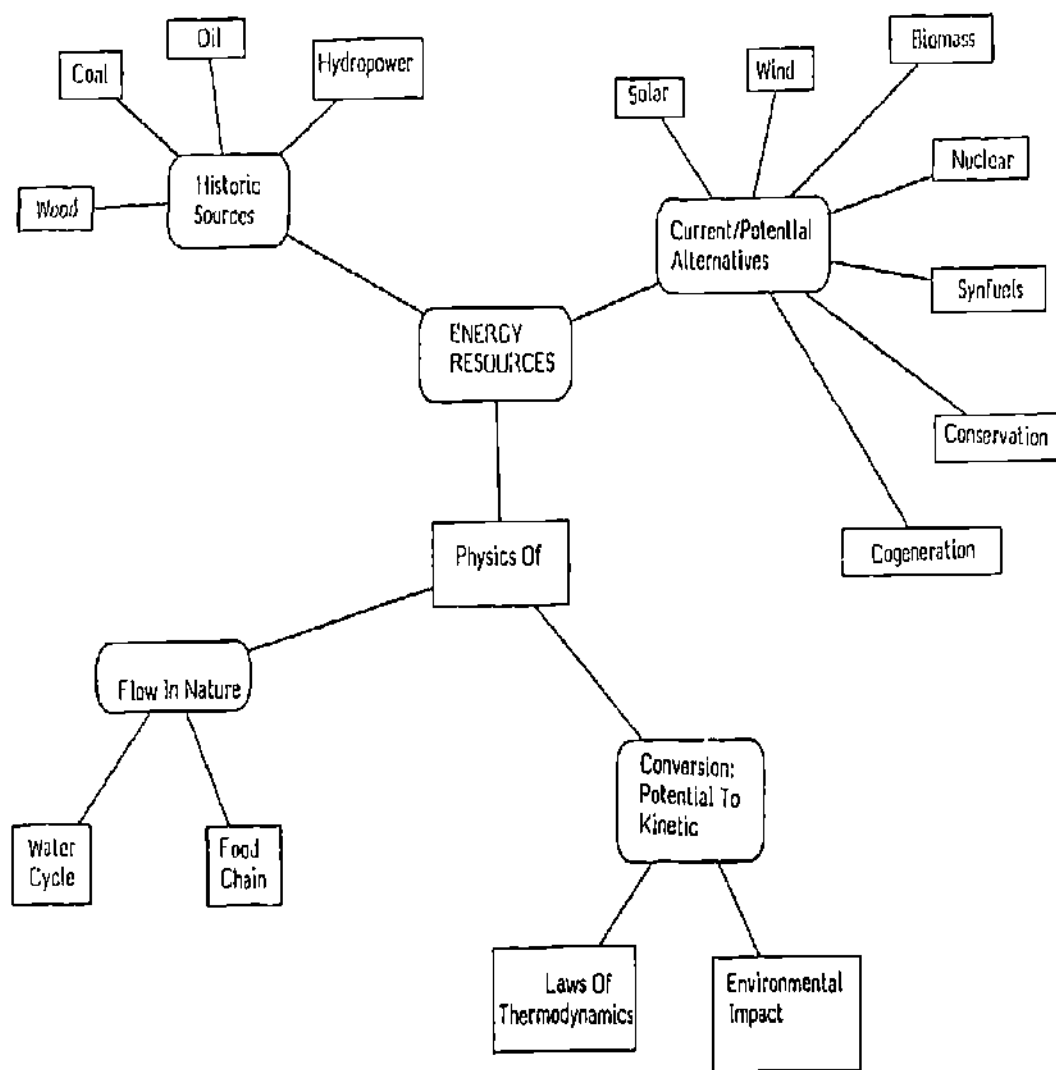 Oil
Coal
Hydropower
Wood
Historic
Sources
Biomass
Wind
Solar
Nuclear
Current/Potential
Alternatives
Synfuels
ENERGY
RESOURCES
Conservation
Cogeneration
Physics Of
Flow In Nature
Conversion:
Potential To
Kinetic
Water
Cycle
Food
Chain
Laws Of
Thermodynamics
Environmental
Impact